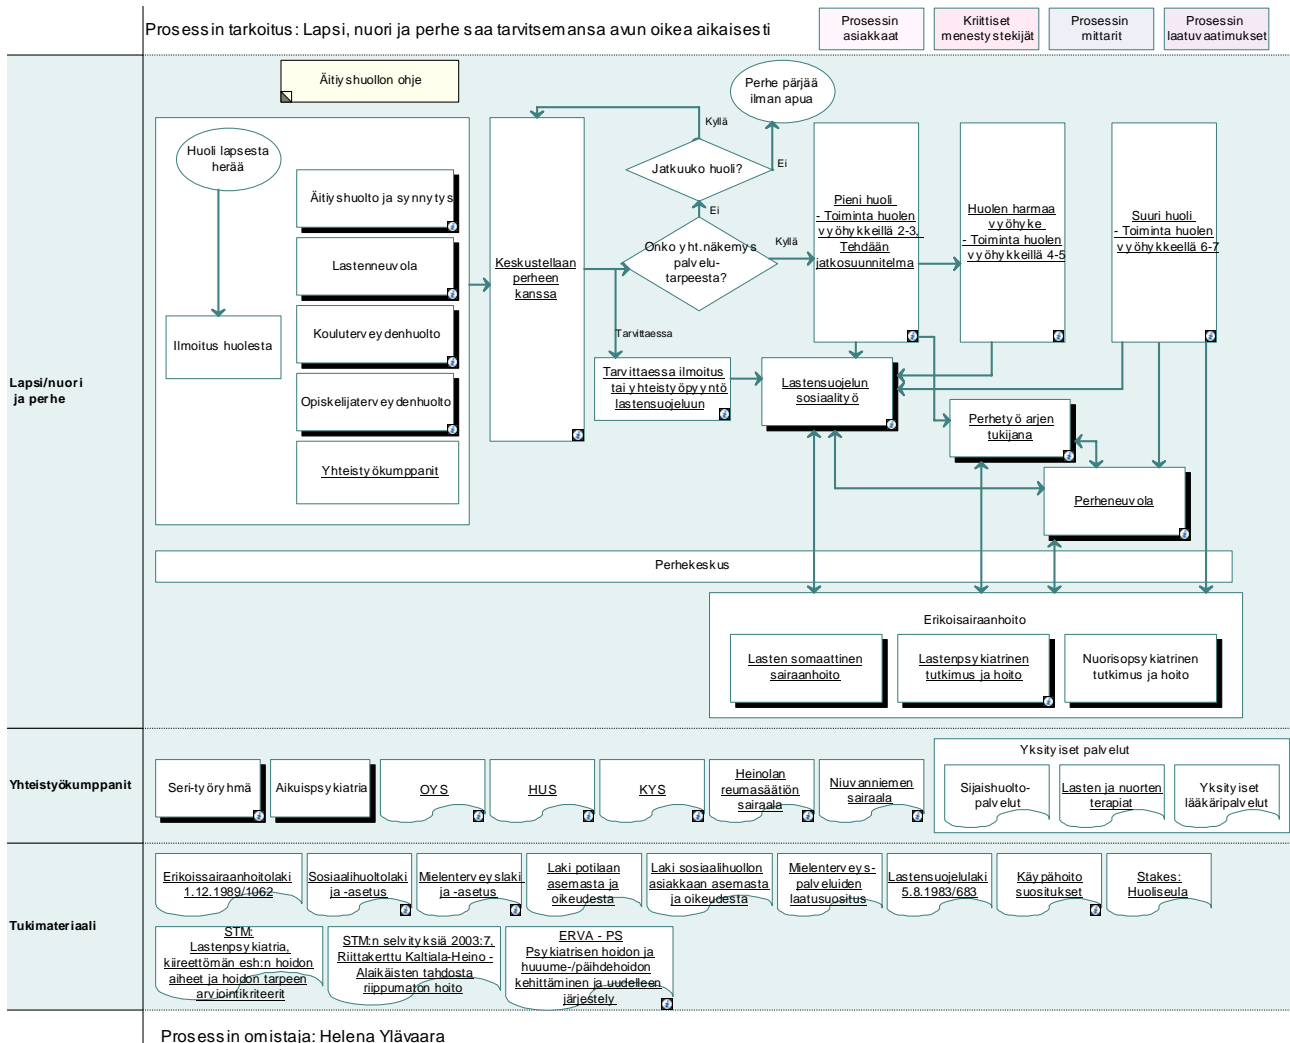 Prosessin tarkoitus: Lapsi, nuori ja perhe saa tarvitsemansa avun oikea aikaisesti
Prosessin
asiakkaat
Kriittiset
menestystekijät
Prosessin
mittarit
Prosessin
laatuvaatimukset
Lapsi/nuori
ja perhe
Äitiyshuollon ohje
Huoli lapsesta
herää
Ilmoitus huolesta
Äitiyshuolto ja synnytys
Lastenneuvola
Kouluterveydenhuolto
Opiskelijaterveydenhuolto
Yhteistyökumppanit
Keskustellaan
perheen
kanssa
Perhe pärjää
ilman apua
Kyllä
Jatkuuko huoli?
Ei
Ei
Onko yht.näkemys
palvelu-
tarpeesta?
Kyllä
Tarvittaessa
Tarvittaessa ilmoitus
tai yhteistyöpyyntö
lastensuojeluun
Pieni huoli
- Toiminta huolen
vyöhykkeillä 2-3,
Tehdään
jatkosuunnitelma
Huolen harmaa
vyöhyke
- Toiminta huolen
vyöhykkeillä 4-5
Suuri huoli
- Toiminta huolen
vyöhykkeellä 6-7
Lastensuojelun
sosiaalityö
Perhetyö arjen
tukijana
Perheneuvola
Perhekeskus
Erikoisairaanhoito
Lasten somaattinen
sairaanhoito
Lastenpsykiatrinen
tutkimus ja hoito
Nuorisopsykiatrinen
tutkimus ja hoito
Yhteistyökumppanit
Seri-työryhmä
Aikuispsykiatria
OYS
HUS
KYS
Heinolan
reumasäätiön
sairaala
Niuvanniemen
sairaala
Yksityiset palvelut
Sijaishuolto-
palvelut
Lasten ja nuorten
terapiat
Yksityiset
lääkäripalvelut
Tukimateriaali
Erikoissairaanhoitolaki
1.12.1989/1062
Sosiaalihuoltolaki
ja -asetus
Mielenterveyslaki
ja -asetus
Laki potilaan
asemasta ja
oikeudesta
Laki sosiaalihuollon
asiakkaan asemasta
ja oikeudesta
Mielenterveys-
palveluiden
laatusuositus
Lastensuojelulaki
5.8.1983/683
Käypähoito
suositukset
Stakes:
Huoliseula
STM:
Lastenpsykiatria,
kiireettömän esh:n hoidon
aiheet ja hoidon tarpeen
arviointikriteerit
STM:n selvityksiä 2003:7,
Riittakerttu Kaltiala-Heino -
Alaikäisten tahdosta
riippumaton hoito
ERVA - PS
Psykiatrisen hoidon ja
huuume-/päihdehoidon
kehittäminen ja uudelleen
järjestely
Prosessin omistaja: Helena Ylävaara